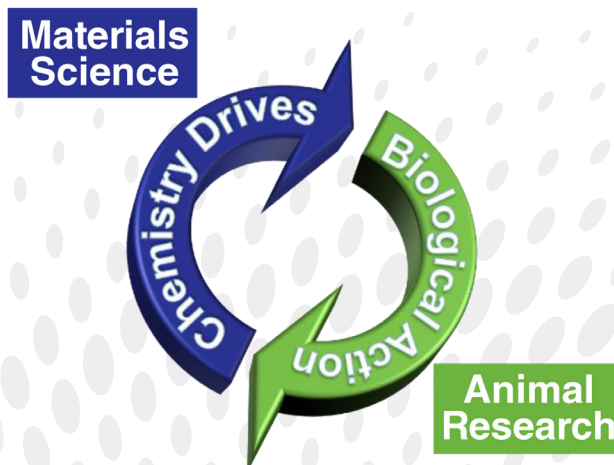 Materials
Science
Chemistry Drives
Biological Action
Animal
Research